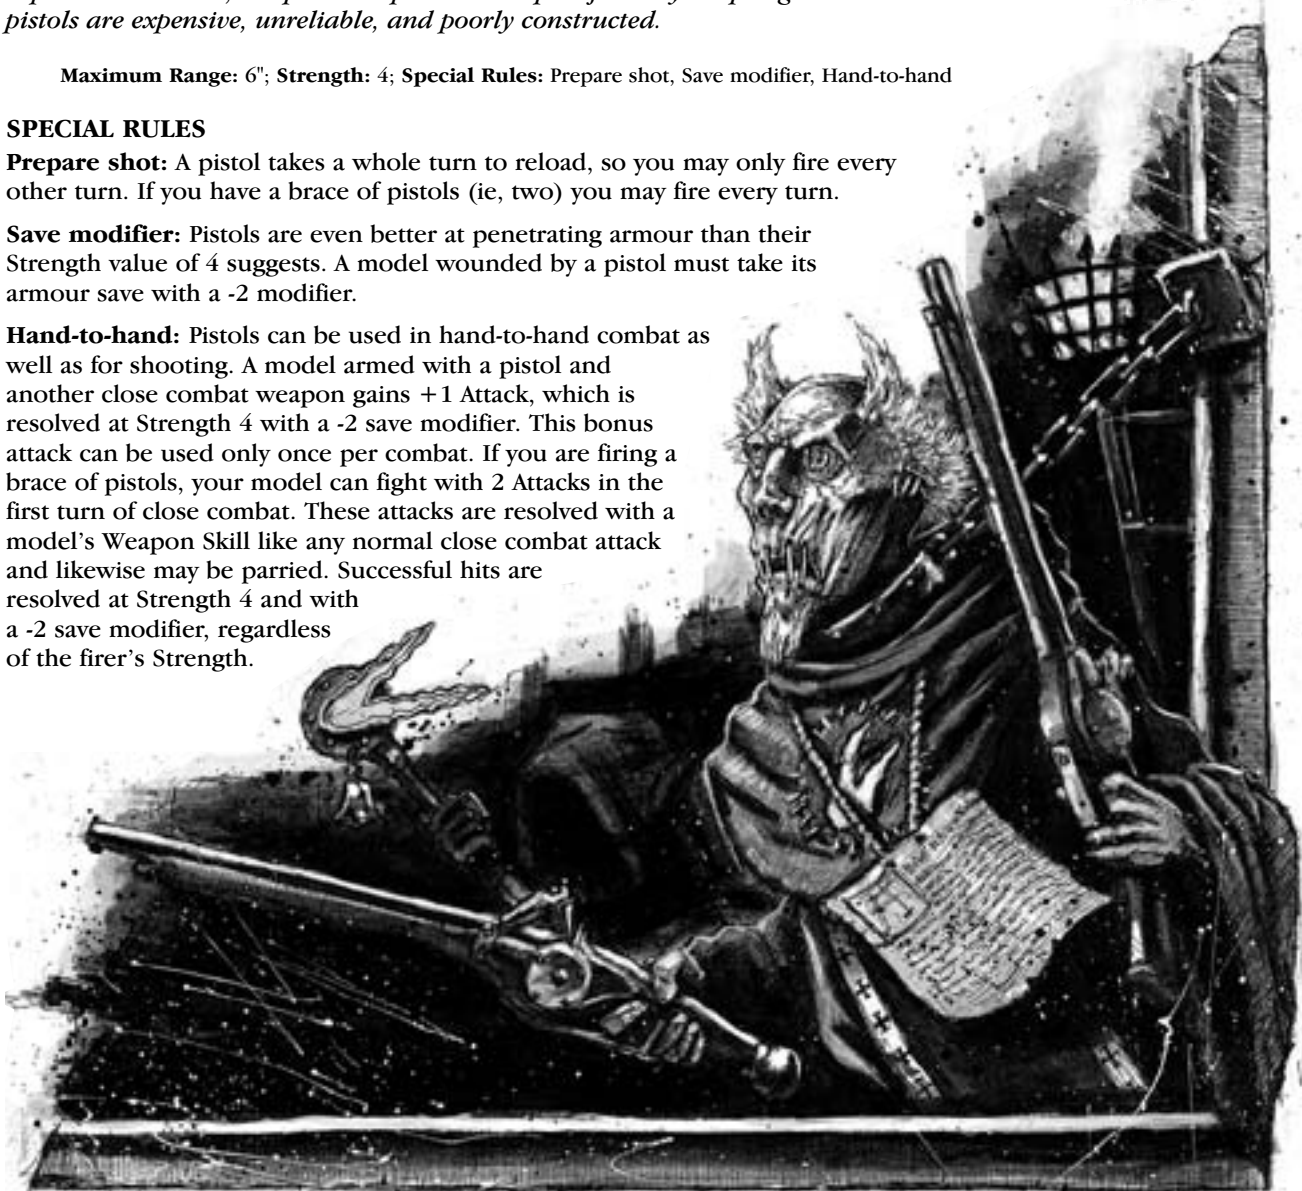 pistols are expensive, unreliable, and poorly constructed.
Maximum Range: 6"; Strength: 4; Special Rules: Prepare shot, Save modifier, Hand-to-hand
SPECIAL RULES
Prepare shot: A pistol takes a whole turn to reload, so you may only fire every
other turn. If you have a brace of pistols (ie, two) you may fire every turn.
Save modifier: Pistols are even better at penetrating armour than their
Strength value of 4 suggests. A model wounded by a pistol must take its
armour save with a -2 modifier.
Hand-to-hand: Pistols can be used in hand-to-hand combat as
well as for shooting. A model armed with a pistol and
another close combat weapon gains +1 Attack, which is
resolved at Strength 4 with a -2 save modifier. This bonus
attack can be used only once per combat. If you are firing a
brace of pistols, your model can fight with 2 Attacks in the
first turn of close combat. These attacks are resolved with a
model's Weapon Skill like any normal close combat attack
and likewise may be parried. Successful hits are
resolved at Strength 4 and with
a -2 save modifier, regardless
of the firer's Strength.